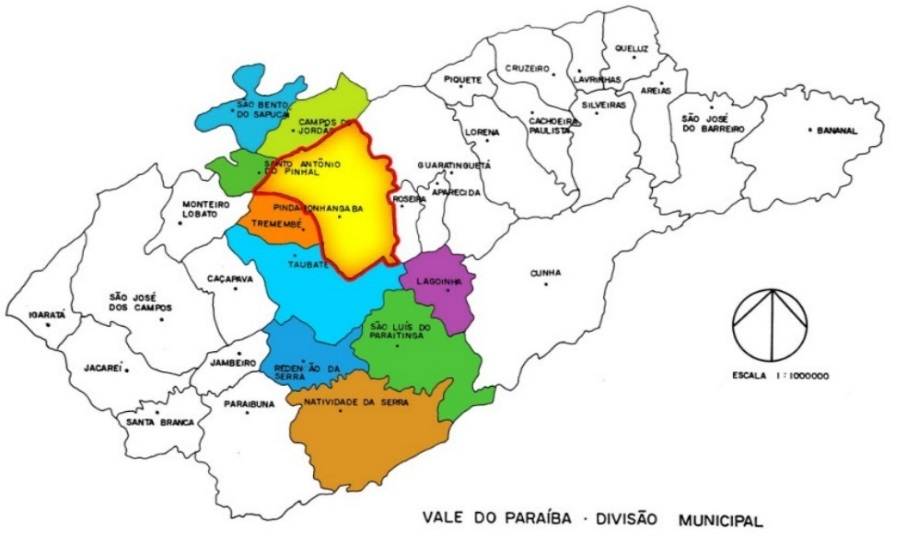 QUELUZ
CRUZEIRO
LAVRINHAS
PIQUETE
AREIAS
SILVEIRAS
SÃO BENTO
DO SAPUCAÍ
CAMPOS DO
JORDÃO
CACHOEIRA
PAULISTA
SÃO JOSÉ
DO BARREIRO
BANANAL
LORENA
SANTO ANTÔNIO
DO PINHAL
GUARATINGUETÁ
APARECIDA
ROSEIRA
MONTEIRO
LOBATO
PINDAMONHANGABA
TREMEMBÉ
TAUBATÉ
CAÇAPAVA
LAGOINHA
CUNHA
SÃO JOSÉ
DOS CAMPOS
IGARATÁ
SÃO LUÍS DO
PARAITINGA
JACAREÍ
JAMBEIRO
REDEN ÃO DA
SERRA
ESCALA 1:1000000
PARAIBUNA
NATIVIDADE DA SERRA
SANTA BRANCA
VALE DO PARAÍBA · DIVISÃO MUNICIPAL